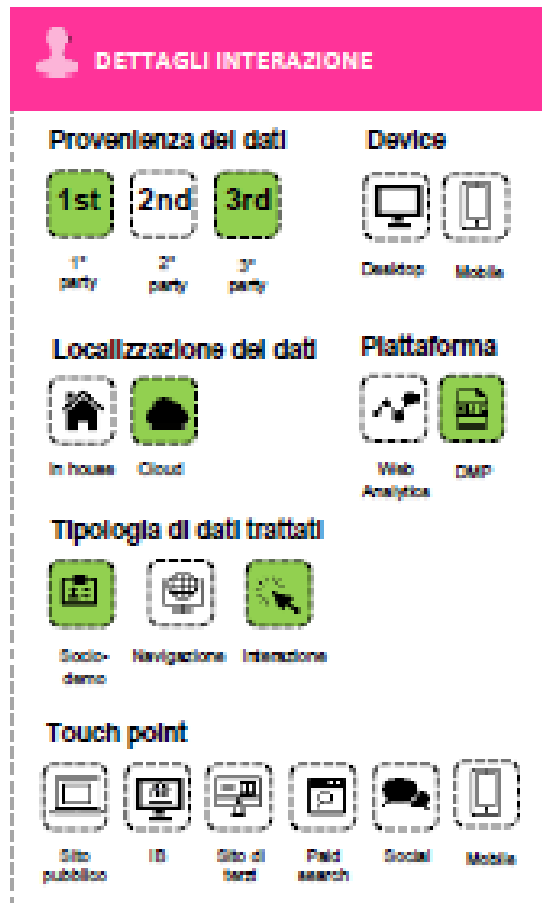 DETTAGLI INTERAZIONE
Provenienza dei dati
Device
1st 2nd 3rd
1° party
2° party
3° party
Desktop
Mobile
Localizzazione dei dati
Piattaforma
In house
Cloud
Web Analytics
DMP
Tipologia di dati trattati
Socio-
demo
Navigazione
Interazione
Touch point
Sito pubblico
IB
Sito di terzi
Paid search
Social
Mobile